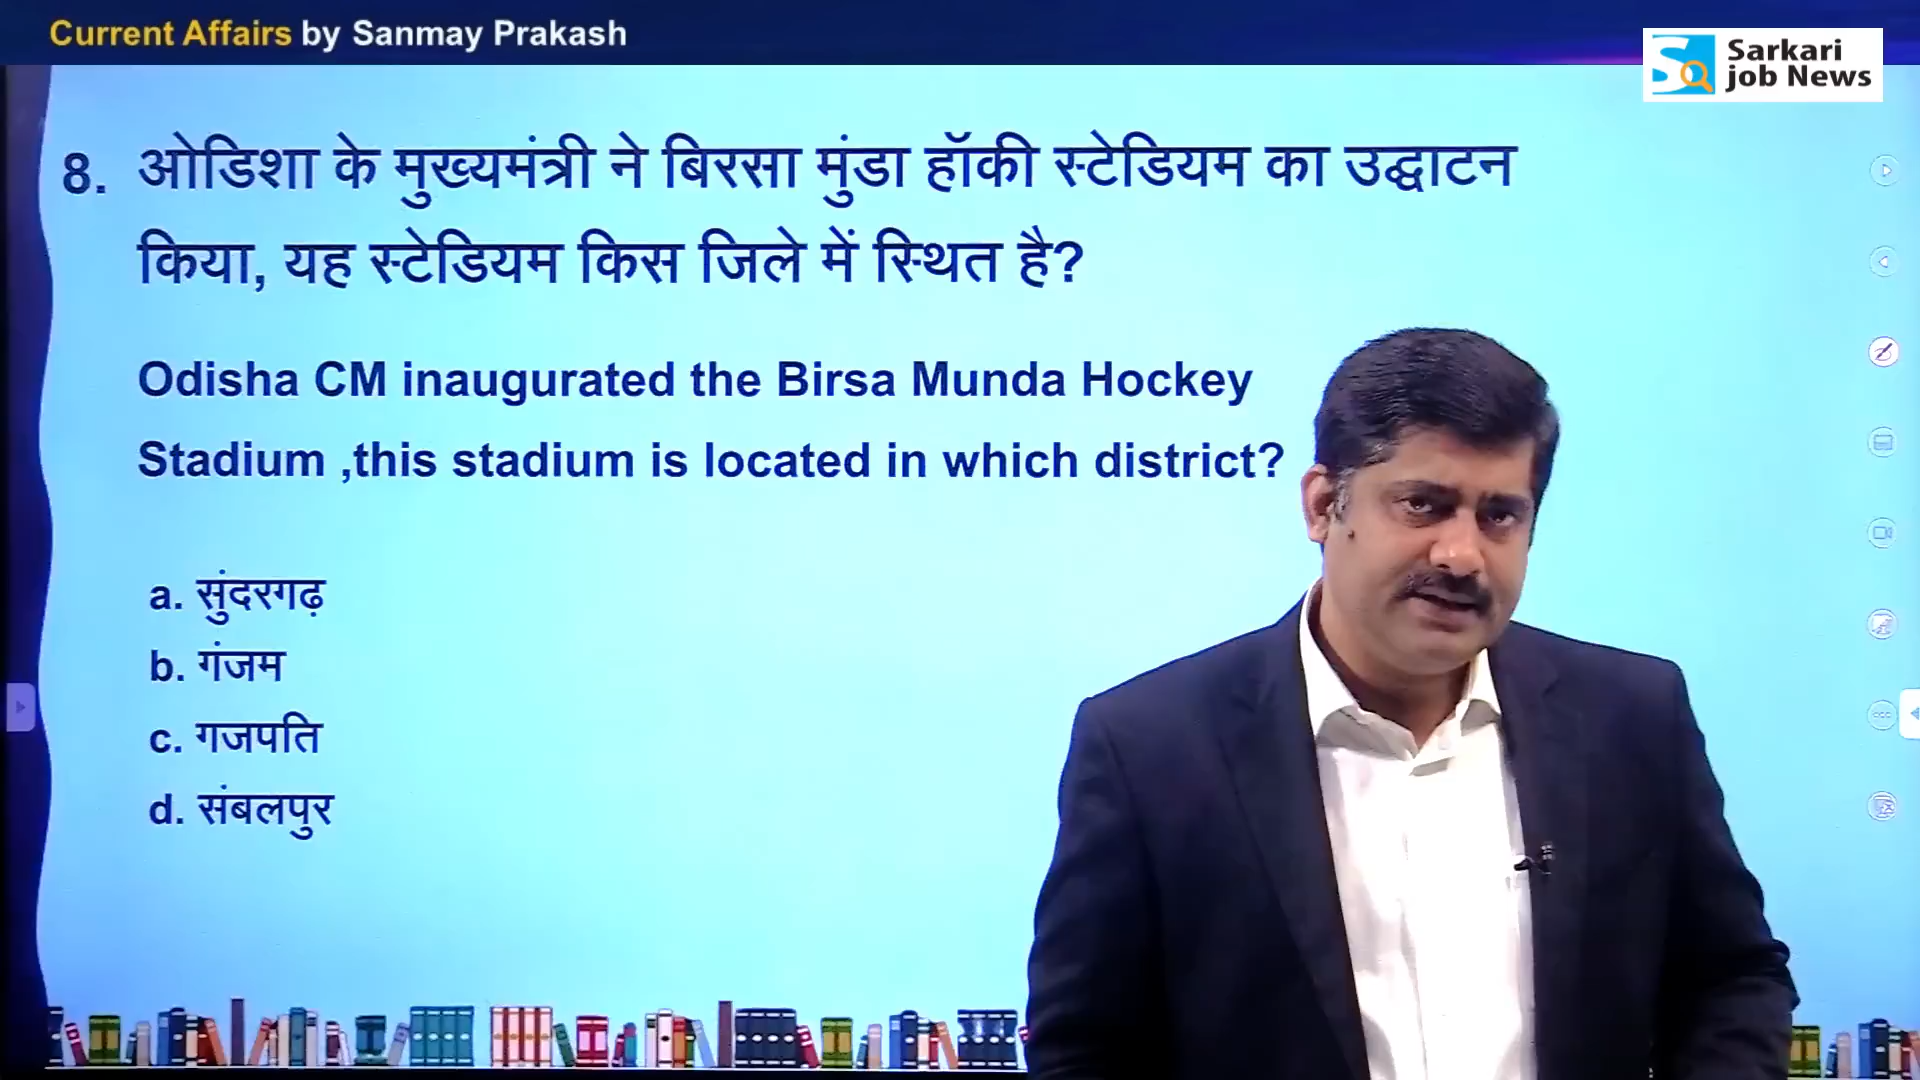 Current Affairs by Sanmay Prakash
Sarkari
job News
8. ओडिशा के मुख्यमंत्री ने बिरसा मुंडा हॉकी स्टेडियम का उद्घाटन
किया, यह स्टेडियम किस जिले में स्थित है?
Odisha CM inaugurated the Birsa Munda Hockey
Stadium ,this stadium is located in which district?
a. सुंदरगढ़
b. गंजम
c. गजपति
d. संबलपुर